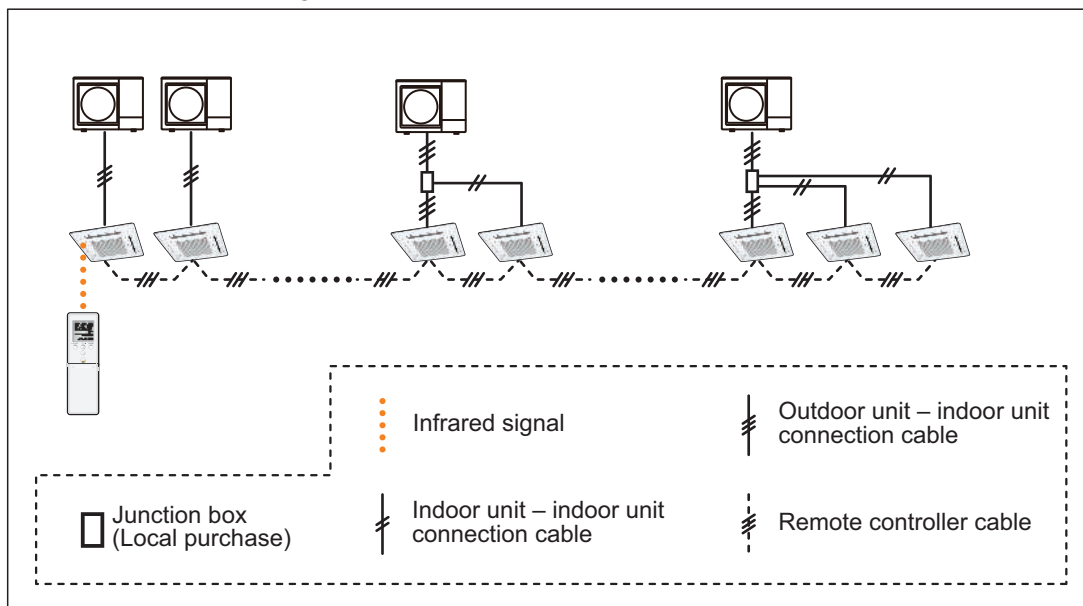 Infrared signal
Outdoor unit – indoor unit
connection cable
Junction box
(Local purchase)
Indoor unit – indoor unit
connection cable
Remote controller cable